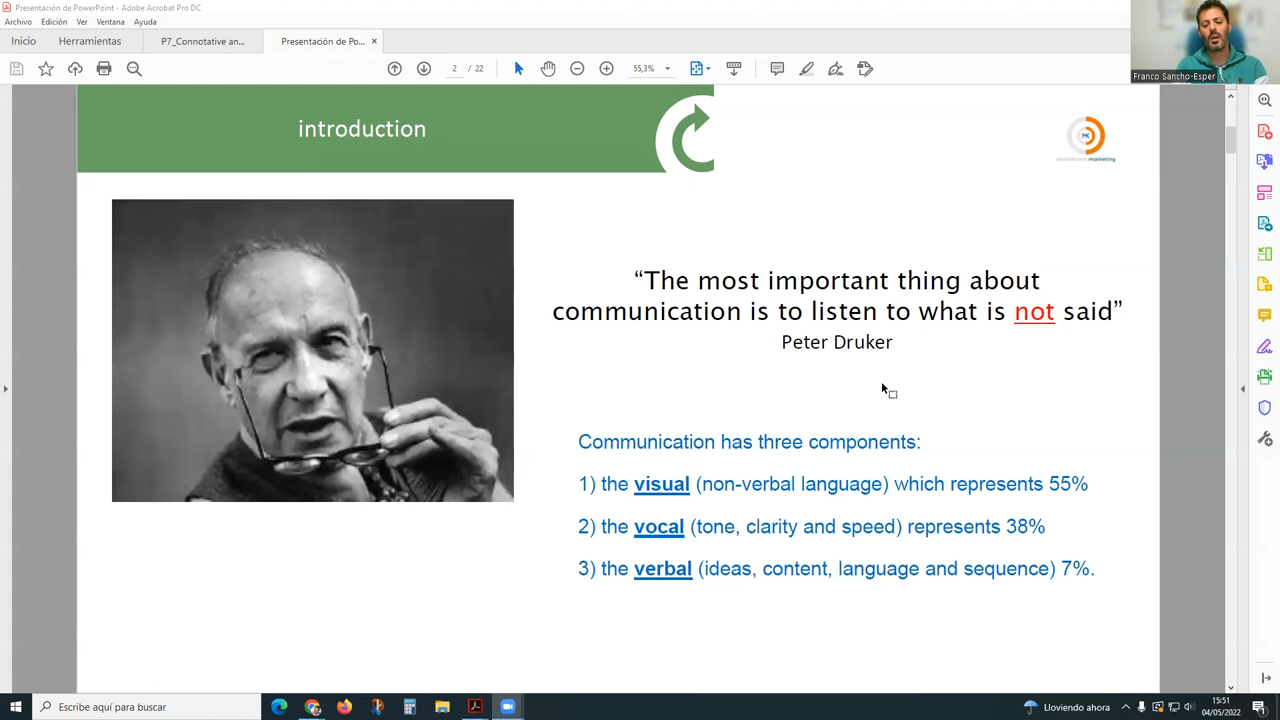 Presentación de PowerPoint - Adobe Acrobat Pro DC
Archivo Edición Ver Ventana Ayuda
Inicio Herramientas P7_Connotative an... Presentación de Po... ×
2 / 22 55,3%
Franco Sancho-Esper
introduction
MK
departamentomarketing
“The most important thing about
communication is to listen to what is not said”
Peter Druker
Communication has three components:
1) the visual (non-verbal language) which represents 55%
2) the vocal (tone, clarity and speed) represents 38%
3) the verbal (ideas, content, language and sequence) 7%.
Escribe aquí para buscar
Lloviendo ahora
15:51
04/05/2022
1